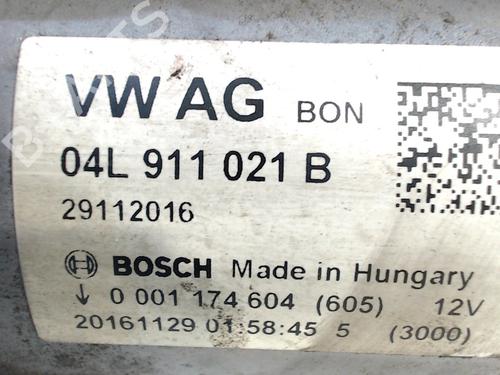 VW AG BON
04L 911 021 B
29112016
BOSCH Made in Hungary
0 001 174 604 (605) 12V
20161129 01:58:45 5 (3000)